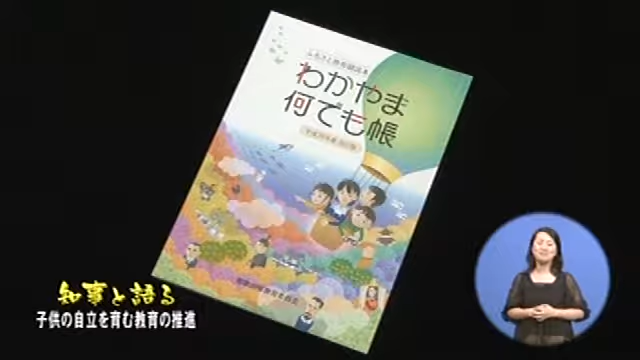 ふるさと教育副読本
わかやま
何でも帳
知事と語る
子供の自立を育む教育の推進